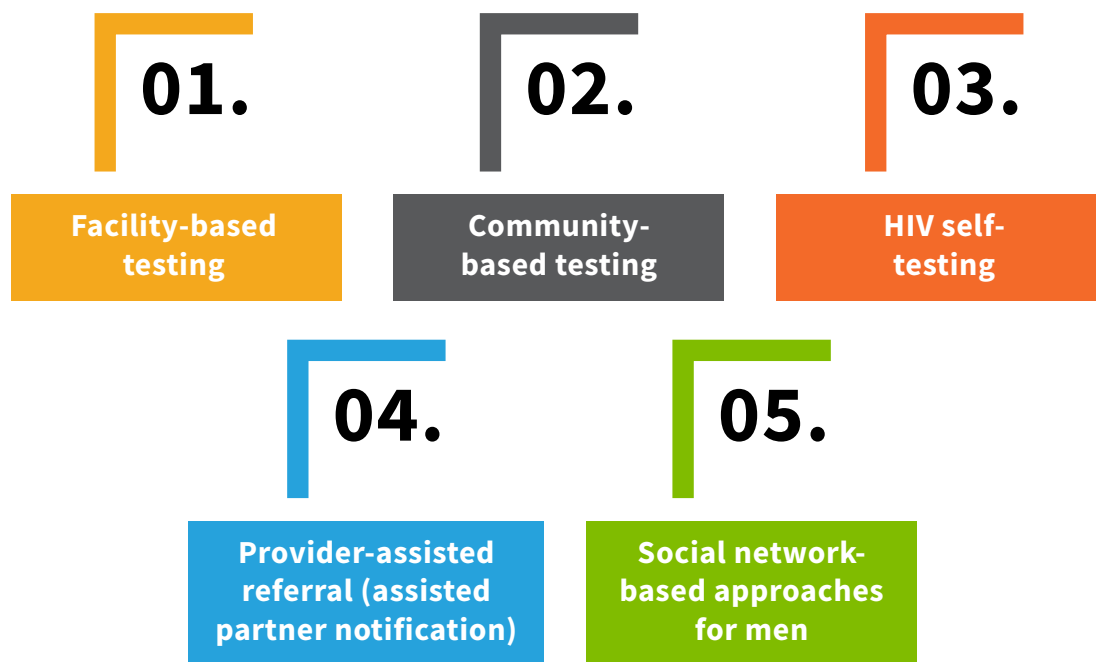 01.
Facility-based
testing
02.
Community-
based testing
03.
HIV self-
testing
04.
Provider-assisted
referral (assisted
partner notification)
05.
Social network-
based approaches
for men